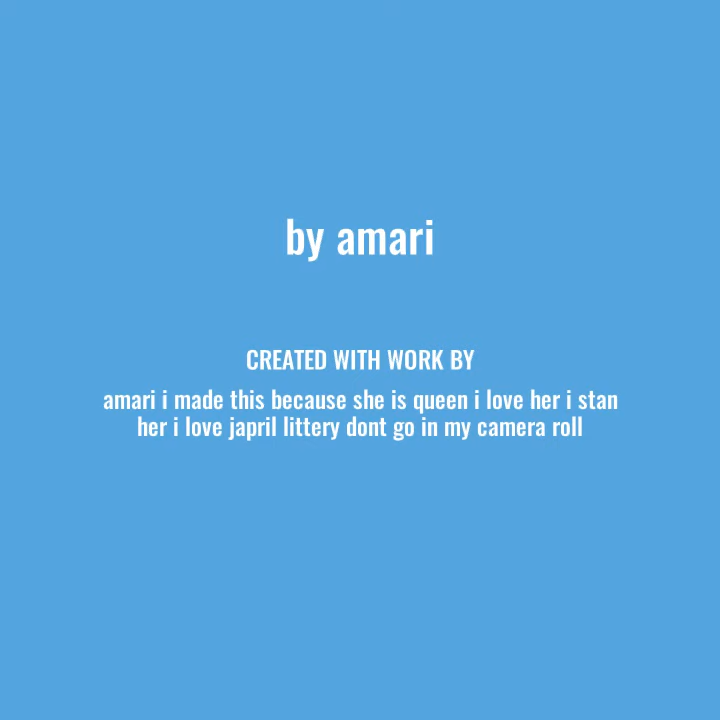 by amari
CREATED WITH WORK BY
amari i made this because she is queen i love her i stan
her i love japril littery dont go in my camera roll